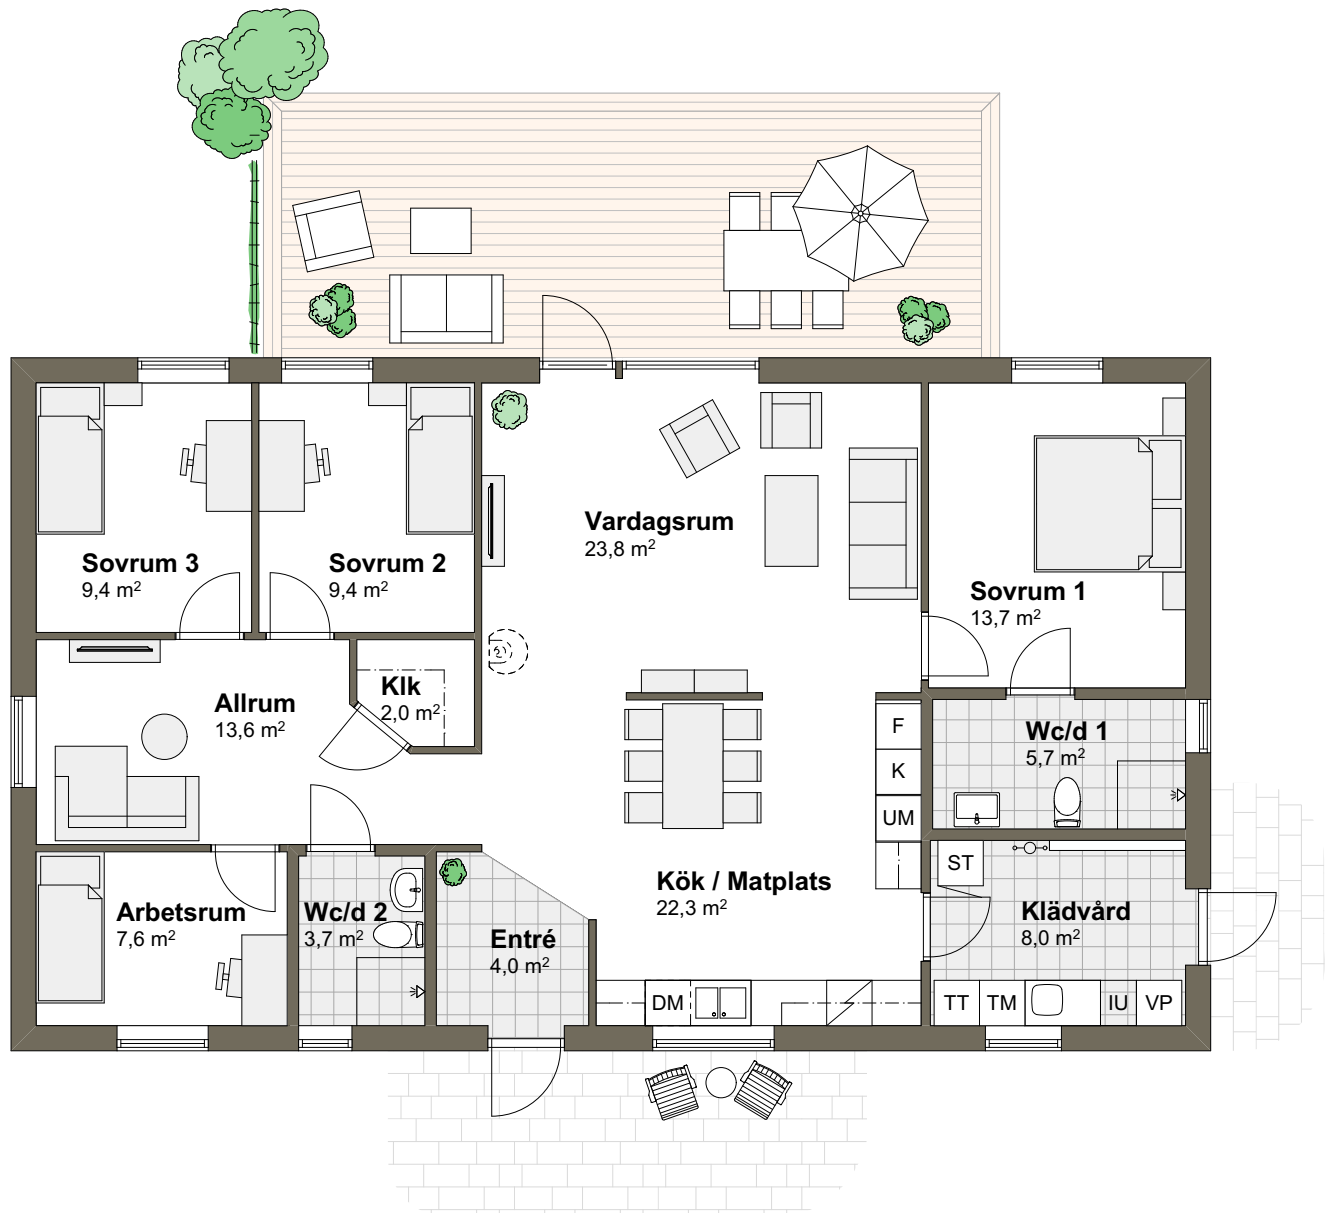 Vardagsrum
23,8 m²
Sovrum 3
9,4 m²
Sovrum 2
9,4 m²
Sovrum 1
13,7 m²
Klk
2,0 m²
Allrum
13,6 m²
F
K
UM
Wc/d 1
5,7 m²
ST
Kök / Matplats
22,3 m²
Arbetsrum
7,6 m²
Wc/d 2
3,7 m²
Klädvård
8,0 m²
Entré
4,0 m²
DM
TT
TM
IU
VP